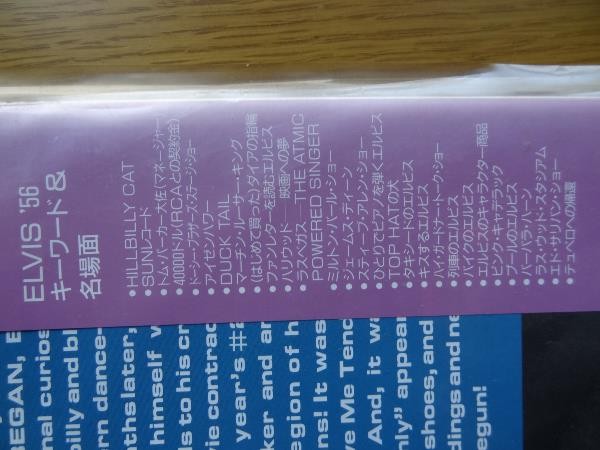 ELVIS '56
キーワード&
名場面
•HILLBILLY CAT
•SUNレコード
•トム・パーカー大佐(マネージャー)
•40000ドル(RCAとの契約金)
•ドーシー・ブラザーズ・ステージ・ショー
•アイゼンハワー
•DUCK TAIL
•マーチン・ルーサー・キング
•(はじめて買った)ダイアの指輪
•ファンレターを読むエルビス
•ハリウッド——映画への夢
•ラスベガス——THE ATMIC
POWERED SINGER
•ミルトン・バール・ショー
•ジェームス・ディーン
•スティーブ・アレン・ショー
•ひとりでピアノを弾くエルビス
•TOP HATの犬
•タキシードのエルビス
•キスするエルビス
•ハイ・ガードナー・トーク・ショー
•列車のエルビス
•バイクのエルビス
•エルビスのキャラクター商品
•ピンク・キャデラック
•プールのエルビス
•バーバラ・ハーン
•ラス・ウッド・スタジアム
•エド・サリバン・ショー
•テュペロへの帰還
BEGAN, E
nal curios
billy and bl
ern dance-
aths later,
himself w
ds to his cr
vie contrac
year's #2
ker and ar
egion of h
ns! It was
ve Me Tenc
And, it wa
nly" appear
shoes, and
dings and ne
egun!